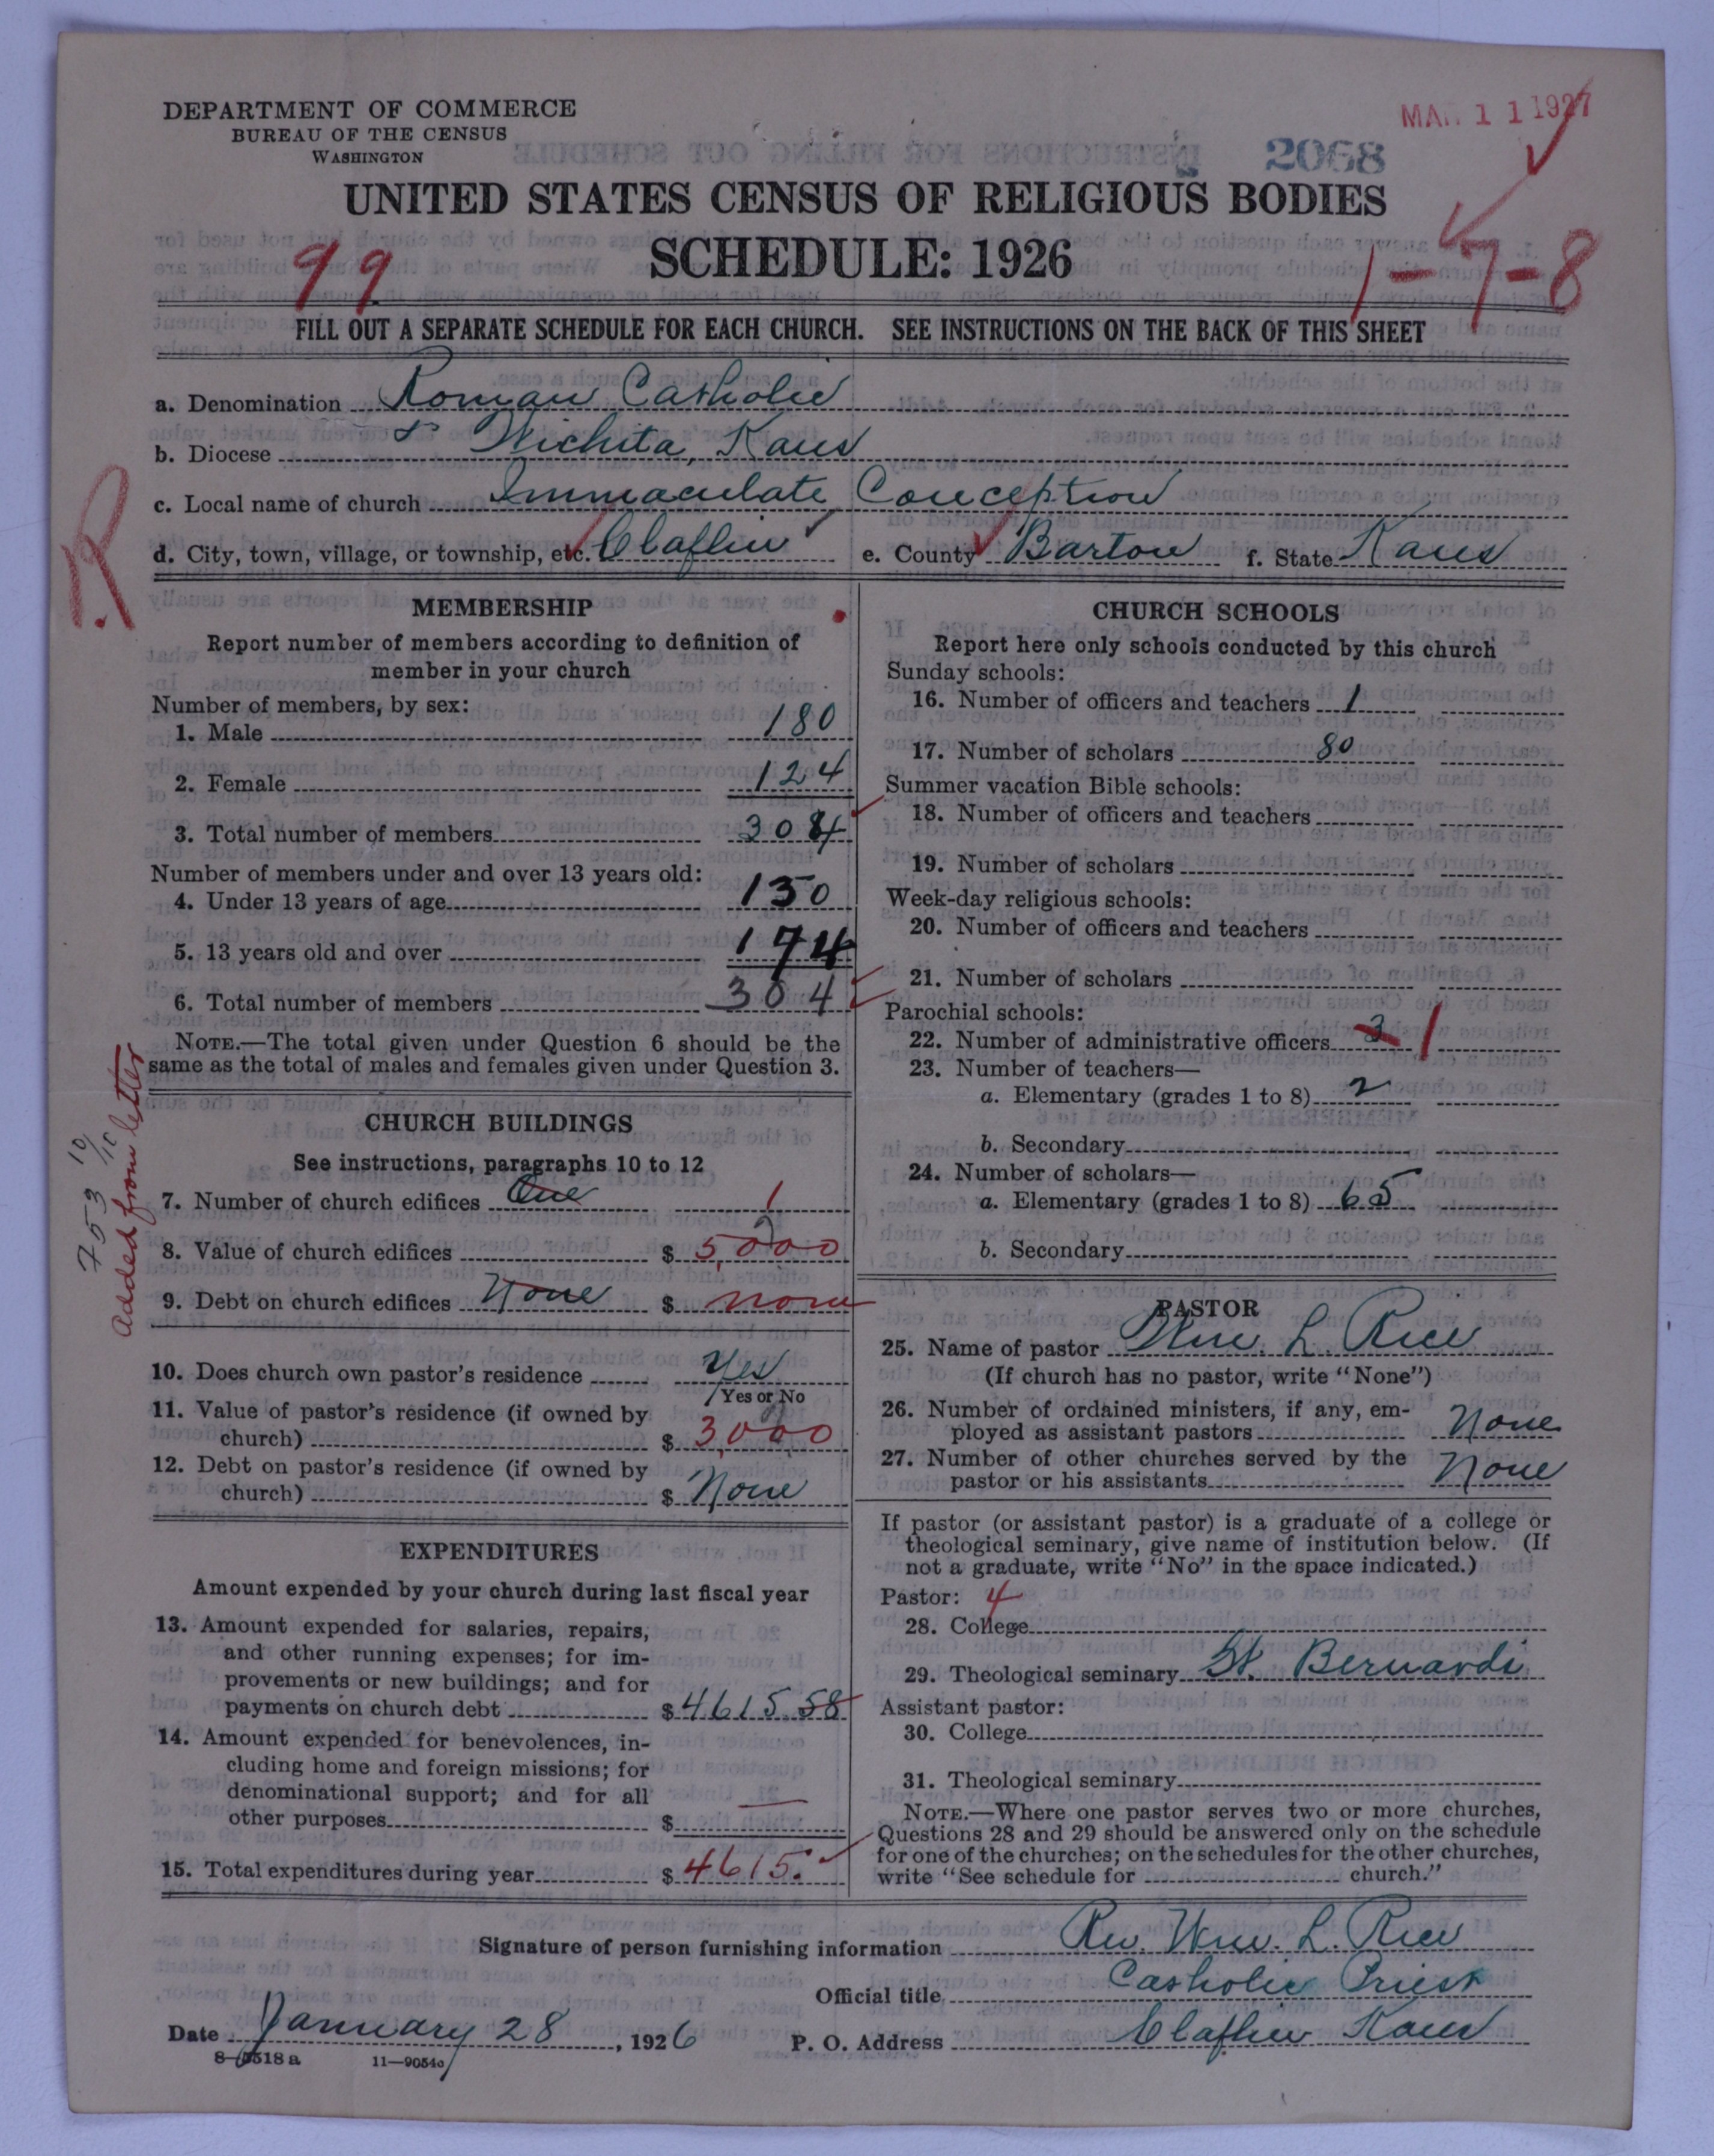 DEPARTMENT OF COMMERCE
BUREAU OF THE CENSUS
WASHINGTON
MAR 11 1927
2068
UNITED STATES CENSUS OF RELIGIOUS BODIES
SCHEDULE: 1926
99
1-7-8
FILL OUT A SEPARATE SCHEDULE FOR EACH CHURCH. SEE INSTRUCTIONS ON THE BACK OF THIS SHEET
a. Denomination Roman Catholic
b. Diocese Wichita, Kans
c. Local name of church Immaculate Conception
d. City, town, village, or township, etc. Claflin e. County Barton f. State Kans
R
MEMBERSHIP
Report number of members according to definition of
member in your church
Number of members, by sex:
1. Male 180
2. Female 124
3. Total number of members 304
Number of members under and over 13 years old:
4. Under 13 years of age 130
5. 13 years old and over 174
6. Total number of members 304
NOTE.—The total given under Question 6 should be the
same as the total of males and females given under Question 3.
CHURCH BUILDINGS
See instructions, paragraphs 10 to 12
7. Number of church edifices One 1
8. Value of church edifices $ 5,000
9. Debt on church edifices None $ none
753 10/10
Added from letter
10. Does church own pastor's residence Yes
Yes or No
11. Value of pastor's residence (if owned by
church) $ 3,000
12. Debt on pastor's residence (if owned by
church) $ None
EXPENDITURES
Amount expended by your church during last fiscal year
13. Amount expended for salaries, repairs,
and other running expenses; for im-
provements or new buildings; and for
payments on church debt $ 4615.58
14. Amount expended for benevolences, in-
cluding home and foreign missions; for
denominational support; and for all
other purposes $ —
15. Total expenditures during year $ 4615.
CHURCH SCHOOLS
Report here only schools conducted by this church
Sunday schools:
16. Number of officers and teachers 1
17. Number of scholars 80
Summer vacation Bible schools:
18. Number of officers and teachers
19. Number of scholars
Week-day religious schools:
20. Number of officers and teachers
21. Number of scholars
Parochial schools:
22. Number of administrative officers 3 1
23. Number of teachers—
a. Elementary (grades 1 to 8) 2
b. Secondary
24. Number of scholars—
a. Elementary (grades 1 to 8) 65
b. Secondary
PASTOR
25. Name of pastor Wm. L. Rice
(If church has no pastor, write "None")
26. Number of ordained ministers, if any, em-
ployed as assistant pastors None
27. Number of other churches served by the
pastor or his assistants None
If pastor (or assistant pastor) is a graduate of a college or
theological seminary, give name of institution below. (If
not a graduate, write "No" in the space indicated.)
Pastor: 4
28. College
29. Theological seminary St. Bernards
Assistant pastor:
30. College
31. Theological seminary
NOTE.—Where one pastor serves two or more churches,
Questions 28 and 29 should be answered only on the schedule
for one of the churches; on the schedules for the other churches,
write "See schedule for church."
Signature of person furnishing information Rev. Wm. L. Rice
Official title Catholic Priest
Date January 28, 1926 P. O. Address Claflin Kans
8-5518 a 11—9054